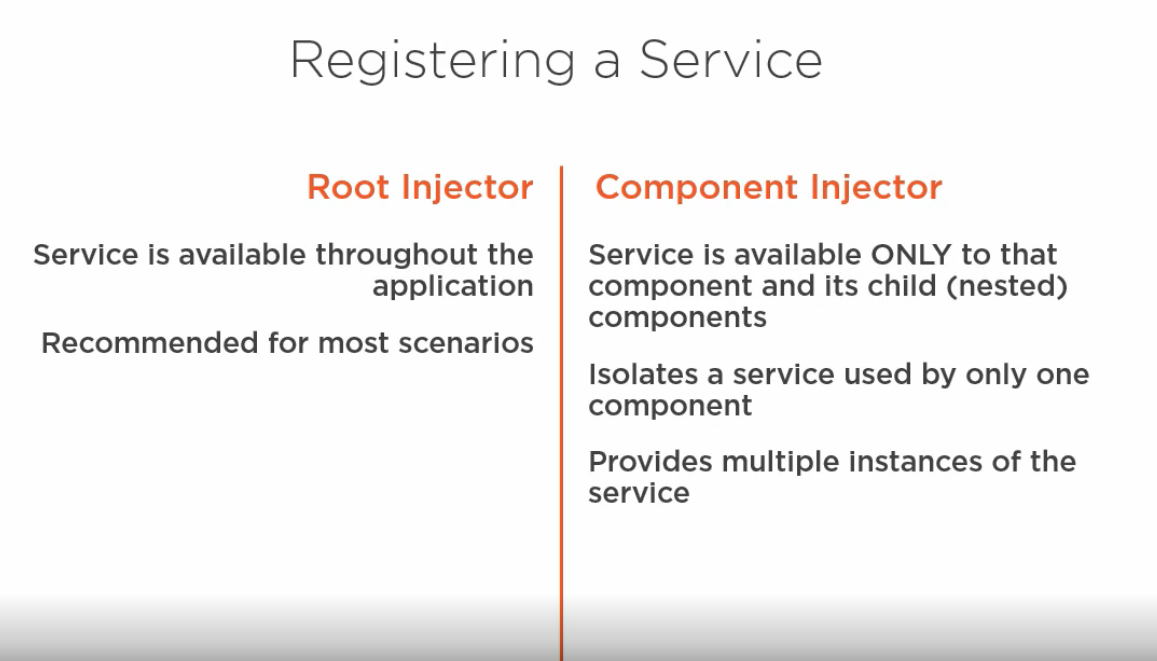 Registering a Service
Root Injector
Service is available throughout the
application
Recommended for most scenarios
Component Injector
Service is available ONLY to that
component and its child (nested)
components
Isolates a service used by only one
component
Provides multiple instances of the
service